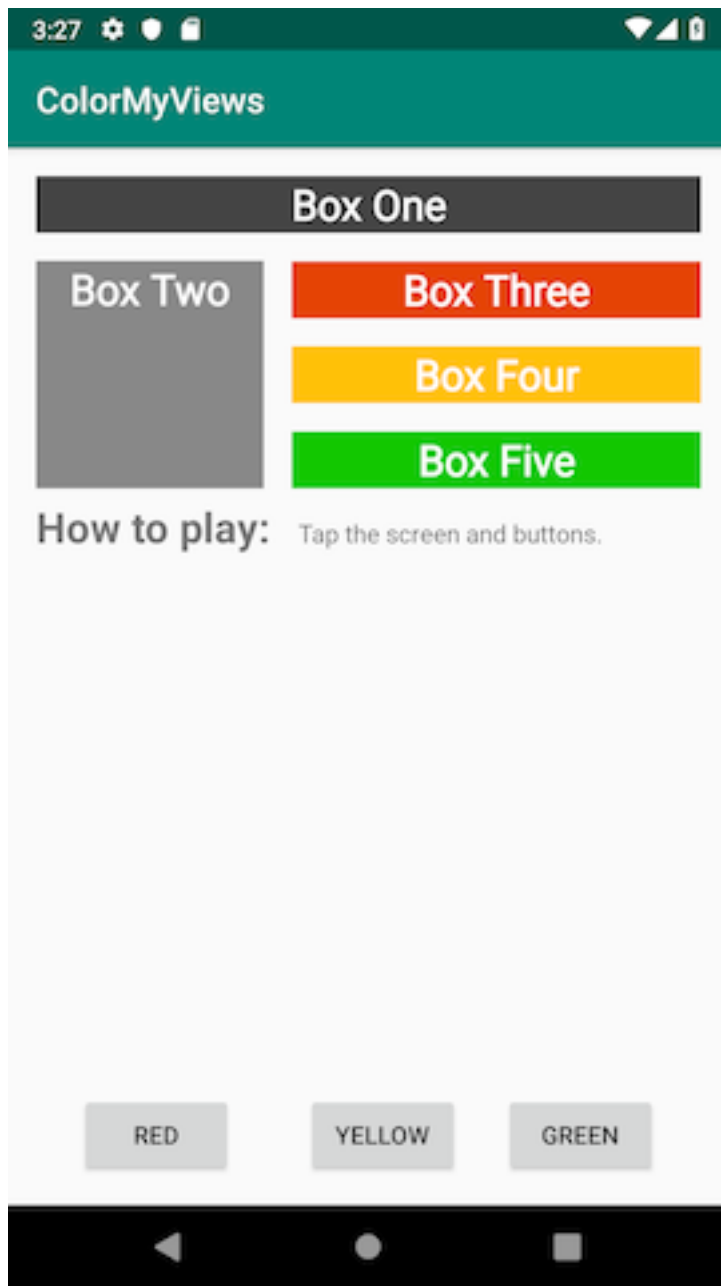 3:27
ColorMyViews
Box One
Box Two
Box Three
Box Four
Box Five
How to play: Tap the screen and buttons.
RED YELLOW GREEN